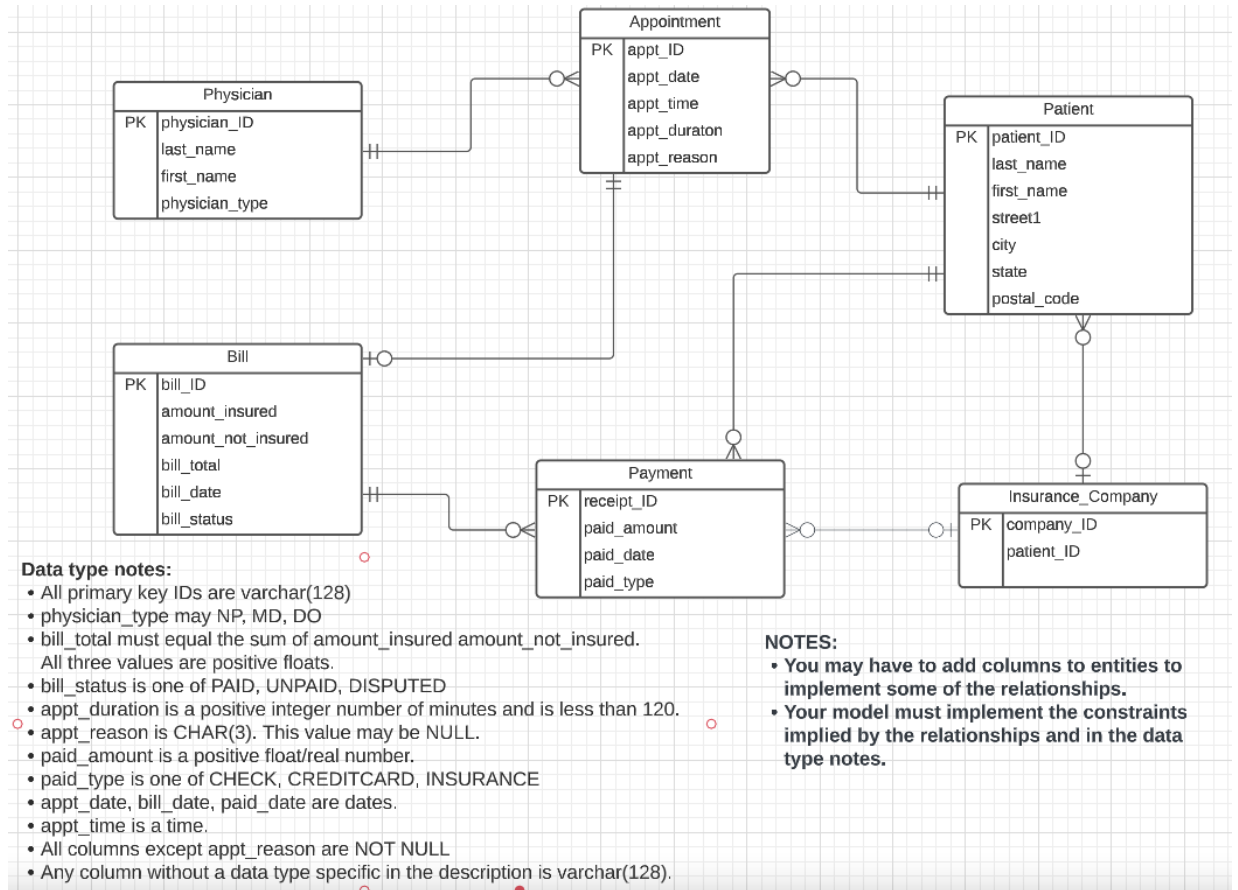 Appointment
PK appt_ID
appt_date
appt_time
appt_duraton
appt_reason
Physician
PK physician_ID
last_name
first_name
physician_type
Patient
PK patient_ID
last_name
first_name
street1
city
state
postal_code
Bill
PK bill_ID
amount_insured
amount_not_insured
bill_total
bill_date
bill_status
Payment
PK receipt_ID
paid_amount
paid_date
paid_type
Insurance_Company
PK company_ID
patient_ID
Data type notes:
• All primary key IDs are varchar(128)
• physician_type may NP, MD, DO
• bill_total must equal the sum of amount_insured amount_not_insured.
All three values are positive floats.
• bill_status is one of PAID, UNPAID, DISPUTED
• appt_duration is a positive integer number of minutes and is less than 120.
• appt_reason is CHAR(3). This value may be NULL.
• paid_amount is a positive float/real number.
• paid_type is one of CHECK, CREDITCARD, INSURANCE
• appt_date, bill_date, paid_date are dates.
• appt_time is a time.
• All columns except appt_reason are NOT NULL
• Any column without a data type specific in the description is varchar(128).
NOTES:
• You may have to add columns to entities to
implement some of the relationships.
• Your model must implement the constraints
implied by the relationships and in the data
type notes.